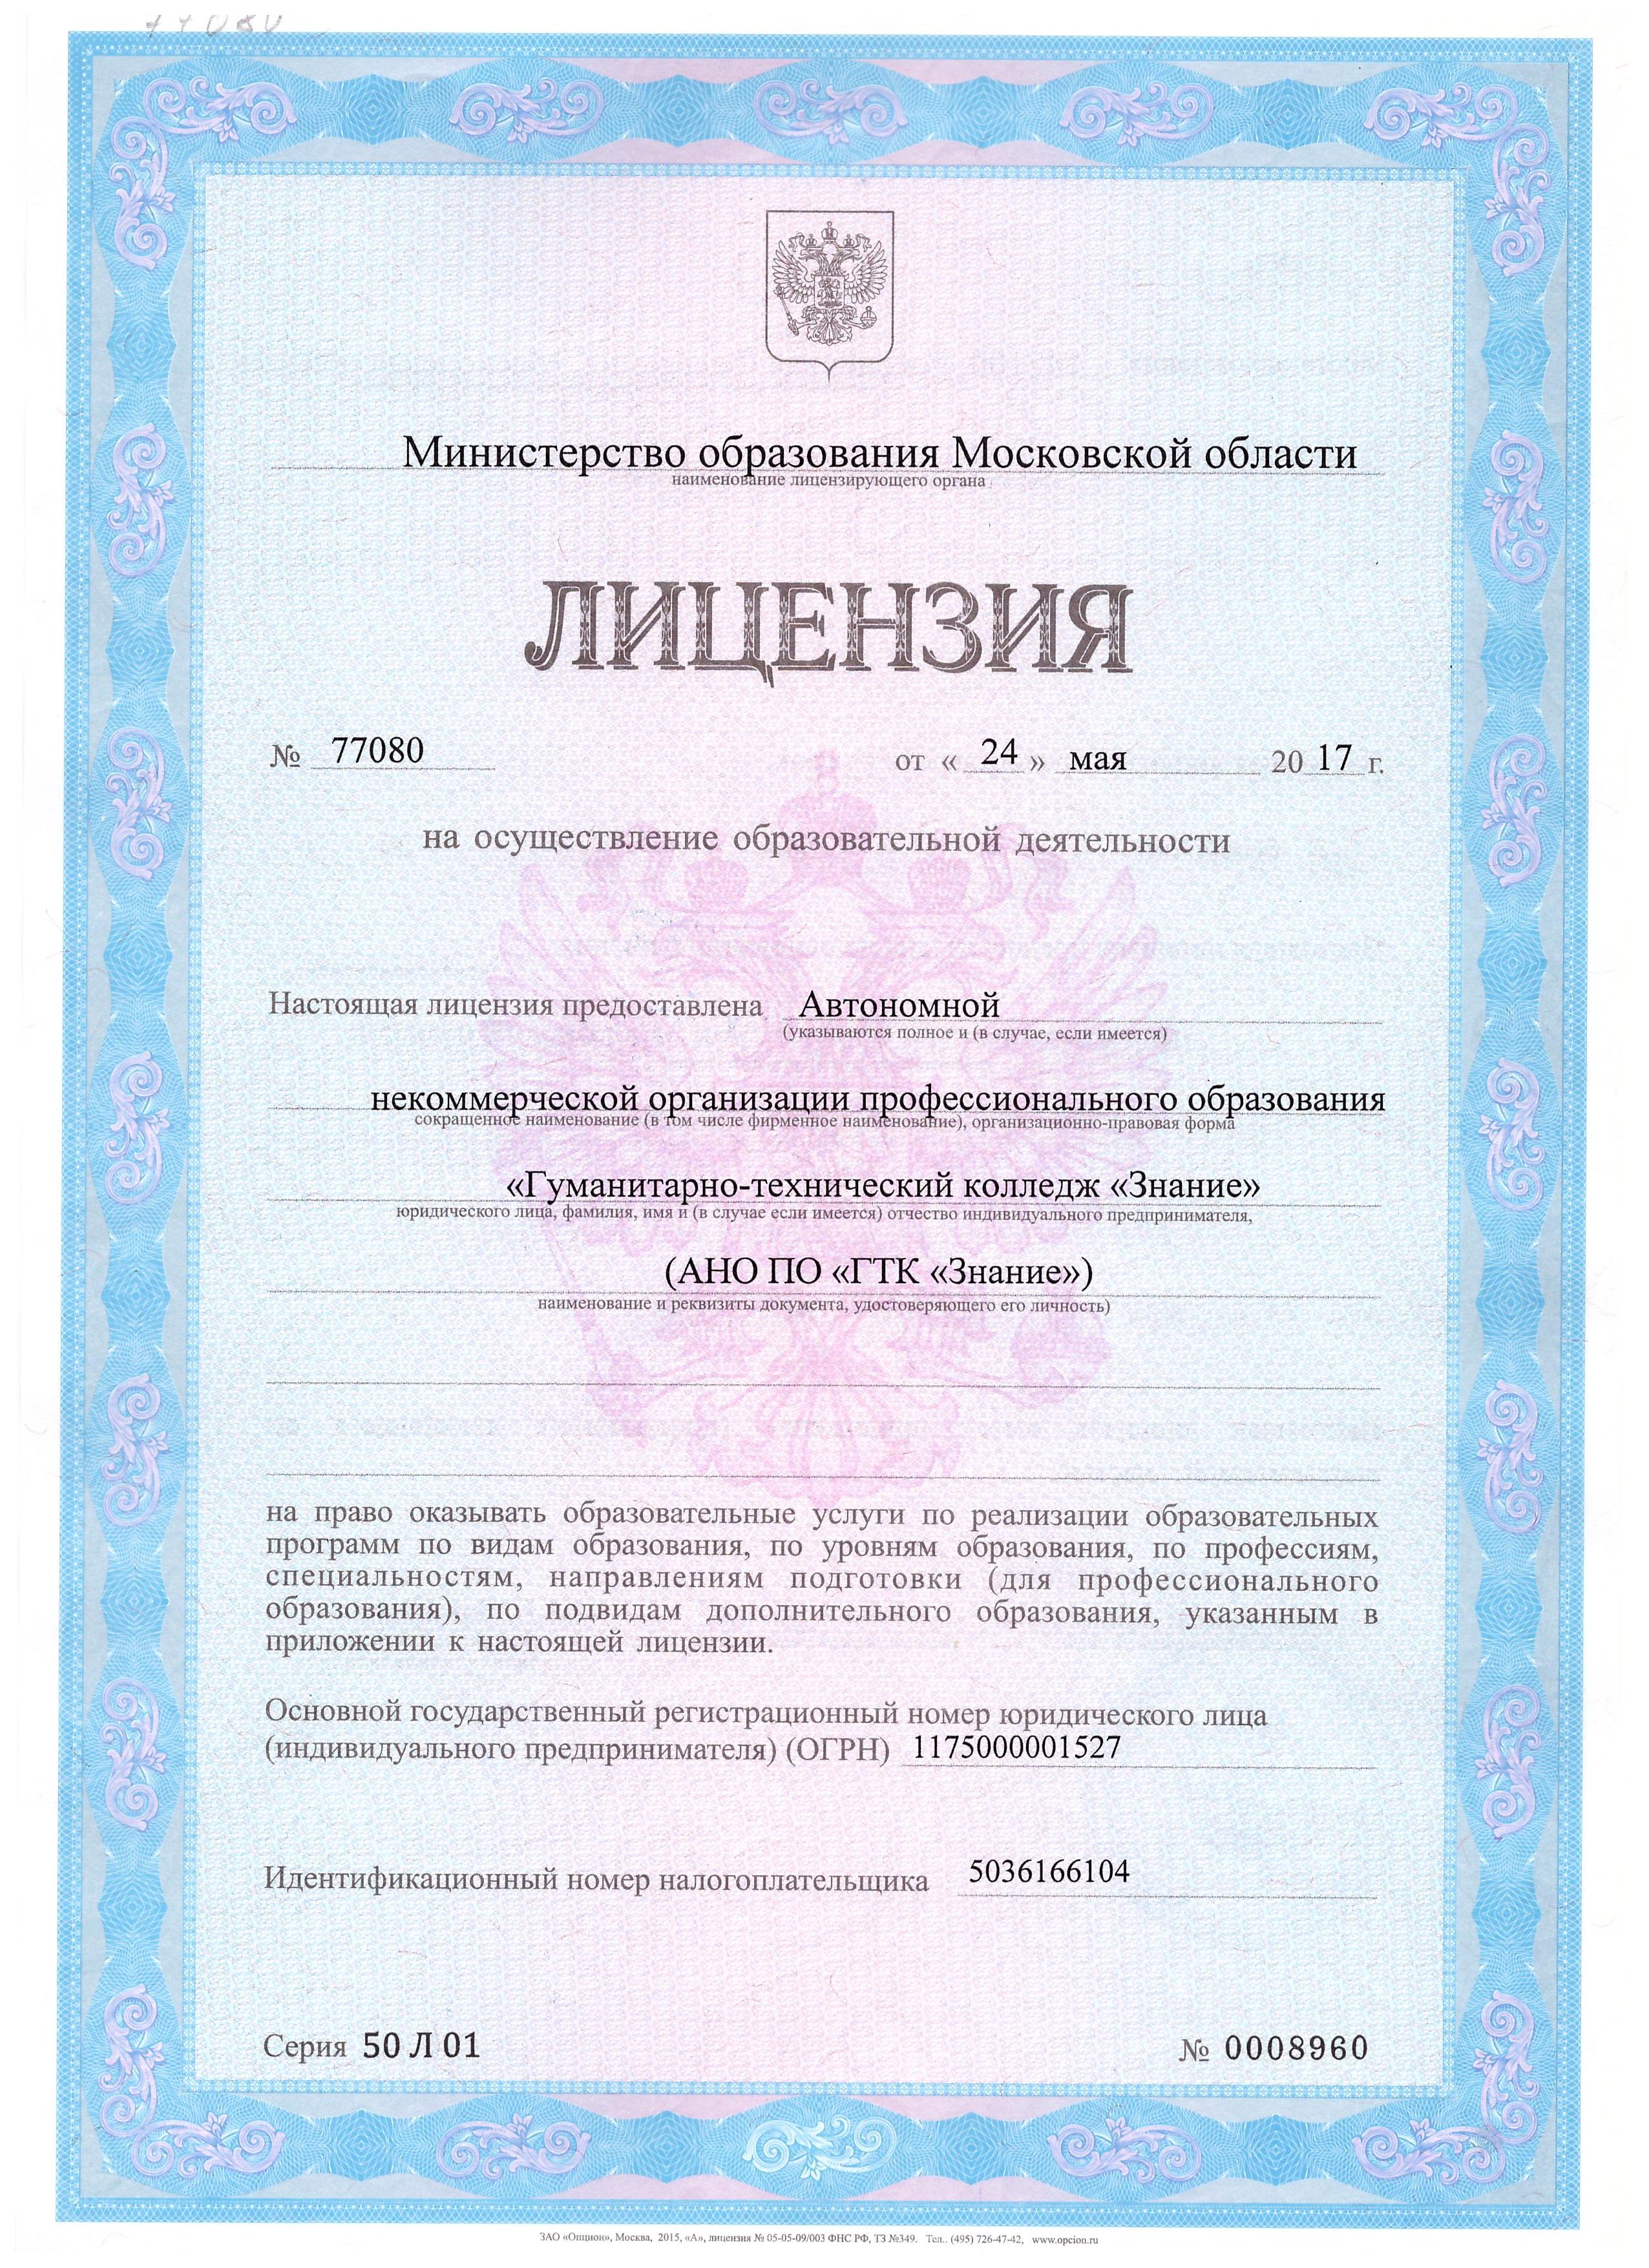 77080
Министерство образования Московской области
наименование лицензирующего органа
ЛИЦЕНЗИЯ
№ 77080 от « 24 » мая 20 17 г.
на осуществление образовательной деятельности
Настоящая лицензия предоставлена Автономной
(указываются полное и (в случае, если имеется)
некоммерческой организации профессионального образования
сокращенное наименование (в том числе фирменное наименование), организационно-правовая форма
«Гуманитарно-технический колледж «Знание»
юридического лица, фамилия, имя и (в случае если имеется) отчество индивидуального предпринимателя,
(АНО ПО «ГТК «Знание»)
наименование и реквизиты документа, удостоверяющего его личность)
на право оказывать образовательные услуги по реализации образовательных
программ по видам образования, по уровням образования, по профессиям,
специальностям, направлениям подготовки (для профессионального
образования), по подвидам дополнительного образования, указанным в
приложении к настоящей лицензии.
Основной государственный регистрационный номер юридического лица
(индивидуального предпринимателя) (ОГРН) 1175000001527
Идентификационный номер налогоплательщика 5036166104
Серия 50 Л 01 № 0008960
ЗАО «Опцион», Москва, 2015, «А», лицензия № 05-05-09/003 ФНС РФ, ТЗ №349. Тел.. (495) 726-47-42, www.opcion.ru